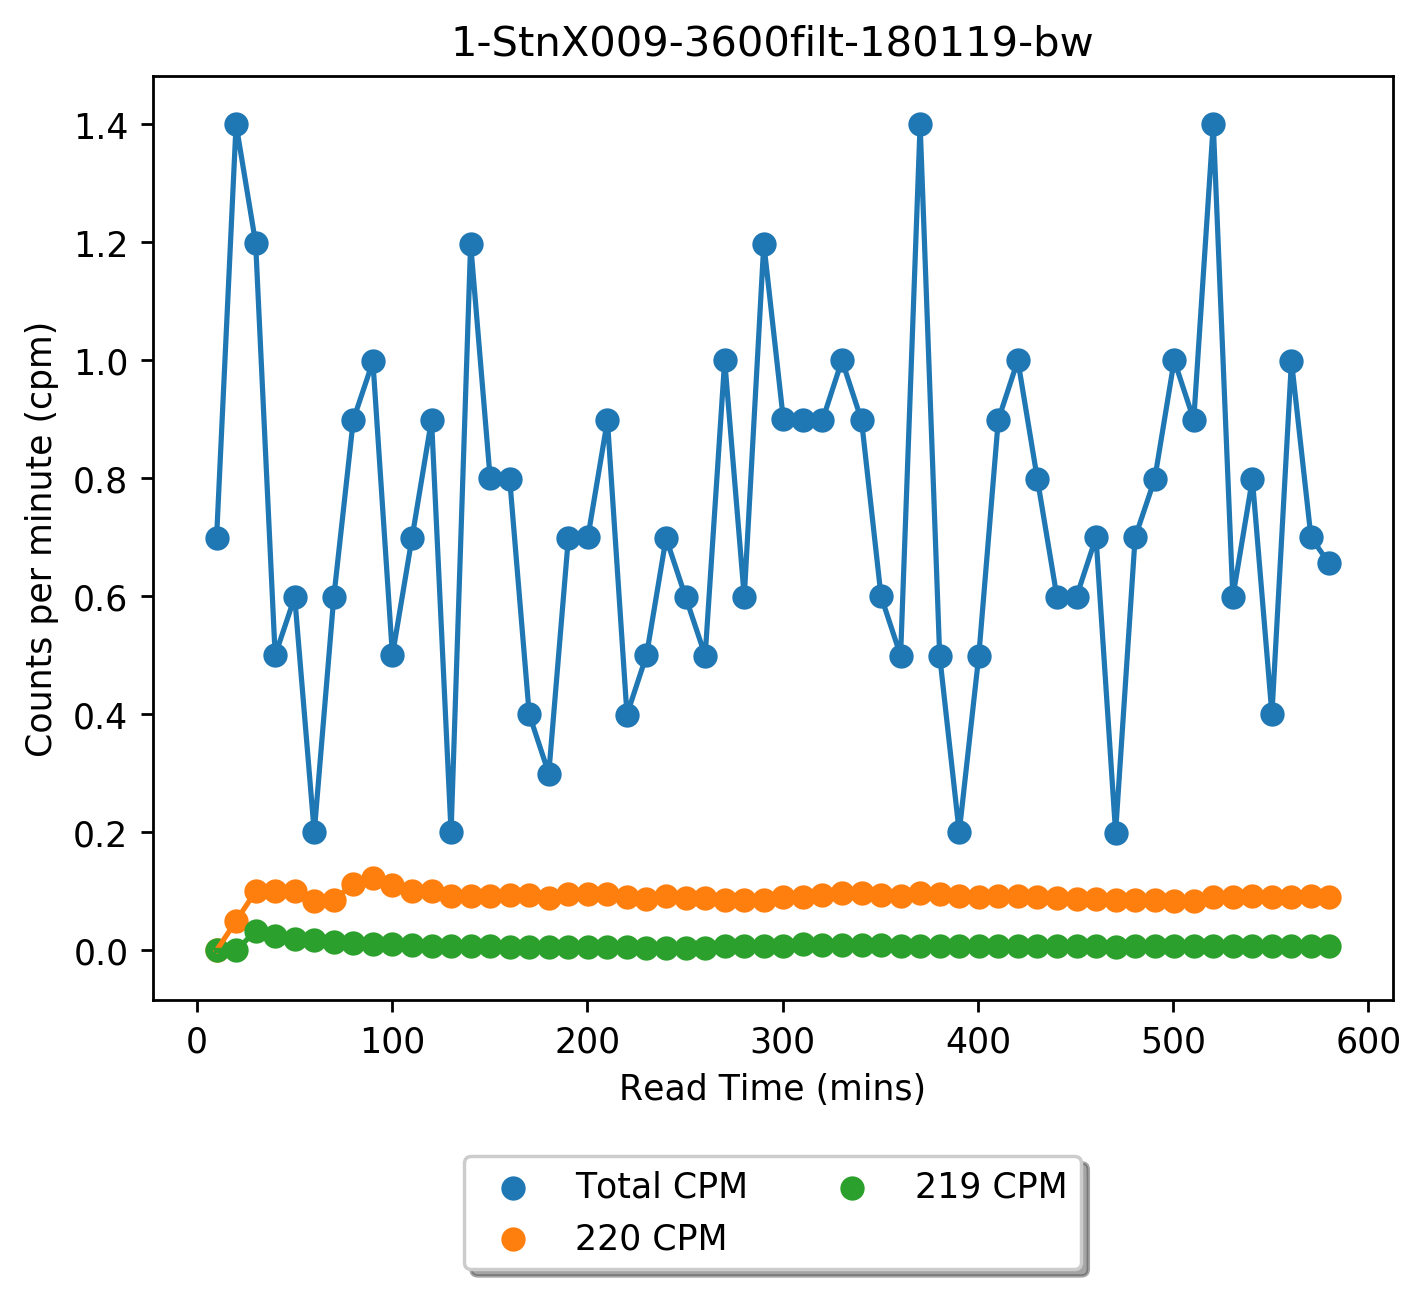 1-StnX009-3600filt-180119-bw
Counts per minute (cpm)
1.4
1.2
1.0
0.8
0.6
0.4
0.2
0.0
0 100 200 300 400 500 600
Read Time (mins)
Total CPM 219 CPM
220 CPM